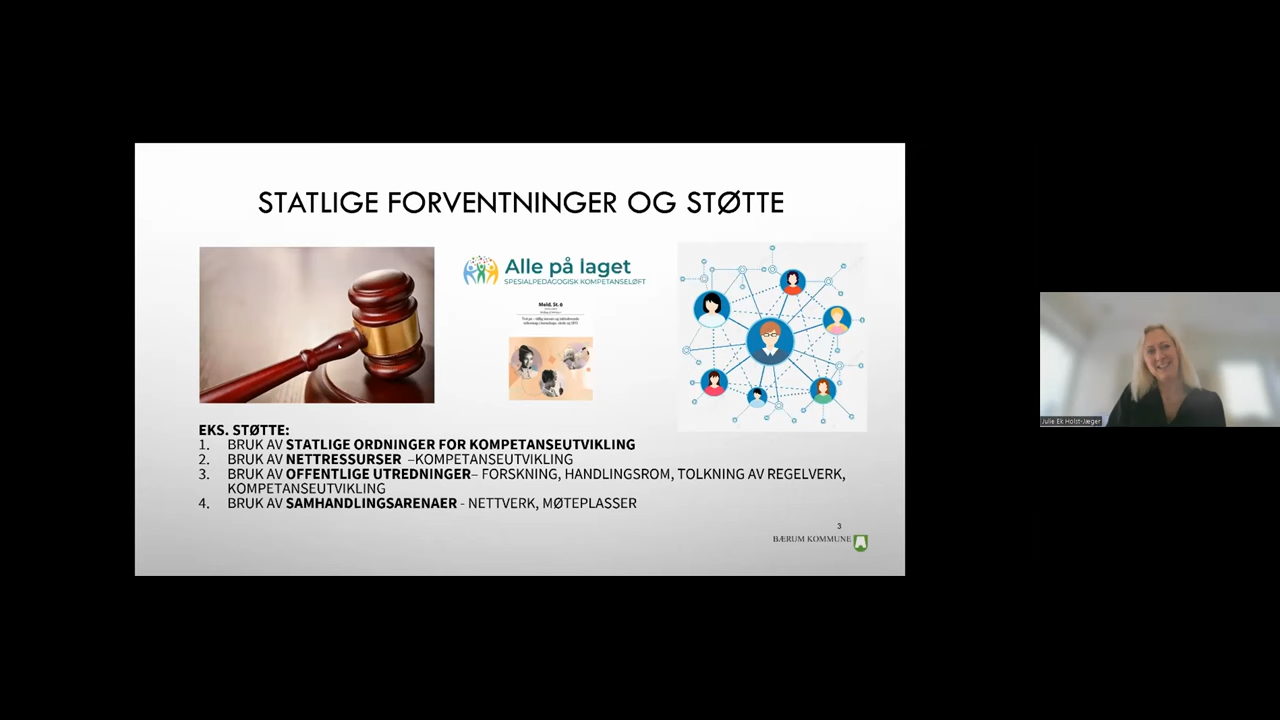 STATLIGE FORVENTNINGER OG STØTTE
Alle på laget
SPESIALPEDAGOGISK KOMPETANSELØFT
Meld. St. 6
EKS. STØTTE:
1. BRUK AV STATLIGE ORDNINGER FOR KOMPETANSEUTVIKLING
2. BRUK AV NETTRESSURSER –KOMPETANSEUTVIKLING
3. BRUK AV OFFENTLIGE UTREDNINGER– FORSKNING, HANDLINGSROM, TOLKNING AV REGELVERK,
KOMPETANSEUTVIKLING
4. BRUK AV SAMHANDLINGSARENAER - NETTVERK, MØTEPLASSER
3
BÆRUM KOMMUNE
Julie Ek Holst-Jæger